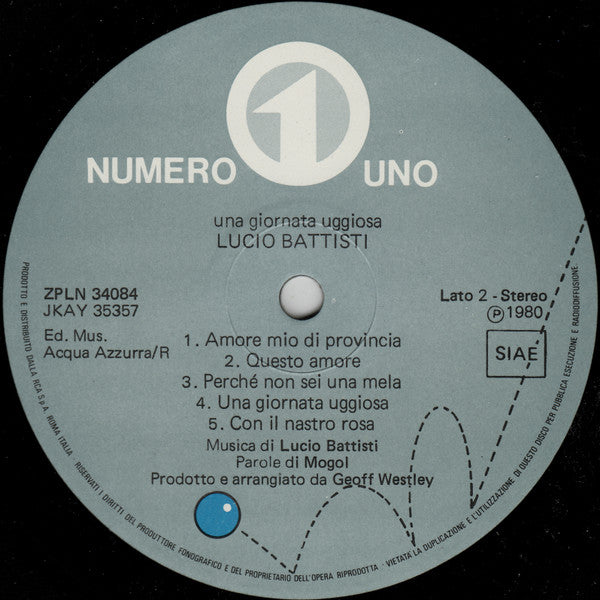 NUMERO 1 UNO
una giornata uggiosa
LUCIO BATTISTI
ZPLN 34084
JKAY 35357
Ed. Mus.
Acqua Azzurra/R
Lato 2 - Stereo
Ⓟ 1980
SIAE
1. Amore mio di provincia
2. Questo amore
3. Perché non sei una mela
4. Una giornata uggiosa
5. Con il nastro rosa
Musica di Lucio Battisti
Parole di Mogol
Prodotto e arrangiato da Geoff Westley
PRODOTTO E DISTRIBUITO DALLA RCA S.p.A. ROMA ITALIA - RISERVATI I DIRITTI DEL PRODUTTORE FONOGRAFICO E DEL PROPRIETARIO DELL'OPERA RIPRODOTTA - VIETATA LA DUPLICAZIONE E L'UTILIZZAZIONE DI QUESTO DISCO PER PUBBLICA ESECUZIONE E RADIODIFFUSIONE.